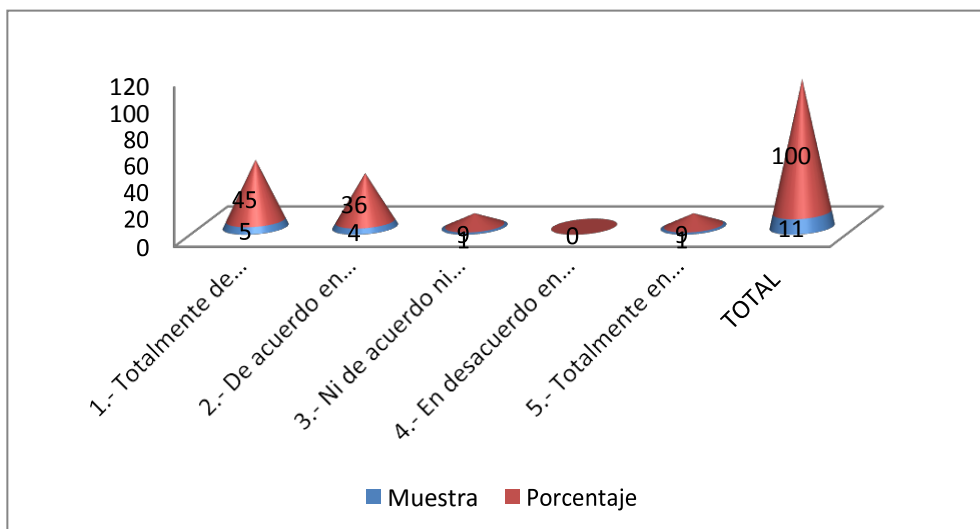 120
100
80
60
40
20
0
45
5
36
4
9
1
0
9
1
100
11
1.- Totalmente de...
2.- De acuerdo en...
3.- Ni de acuerdo ni...
4.- En desacuerdo en...
5.- Totalmente en...
TOTAL
Muestra
Porcentaje